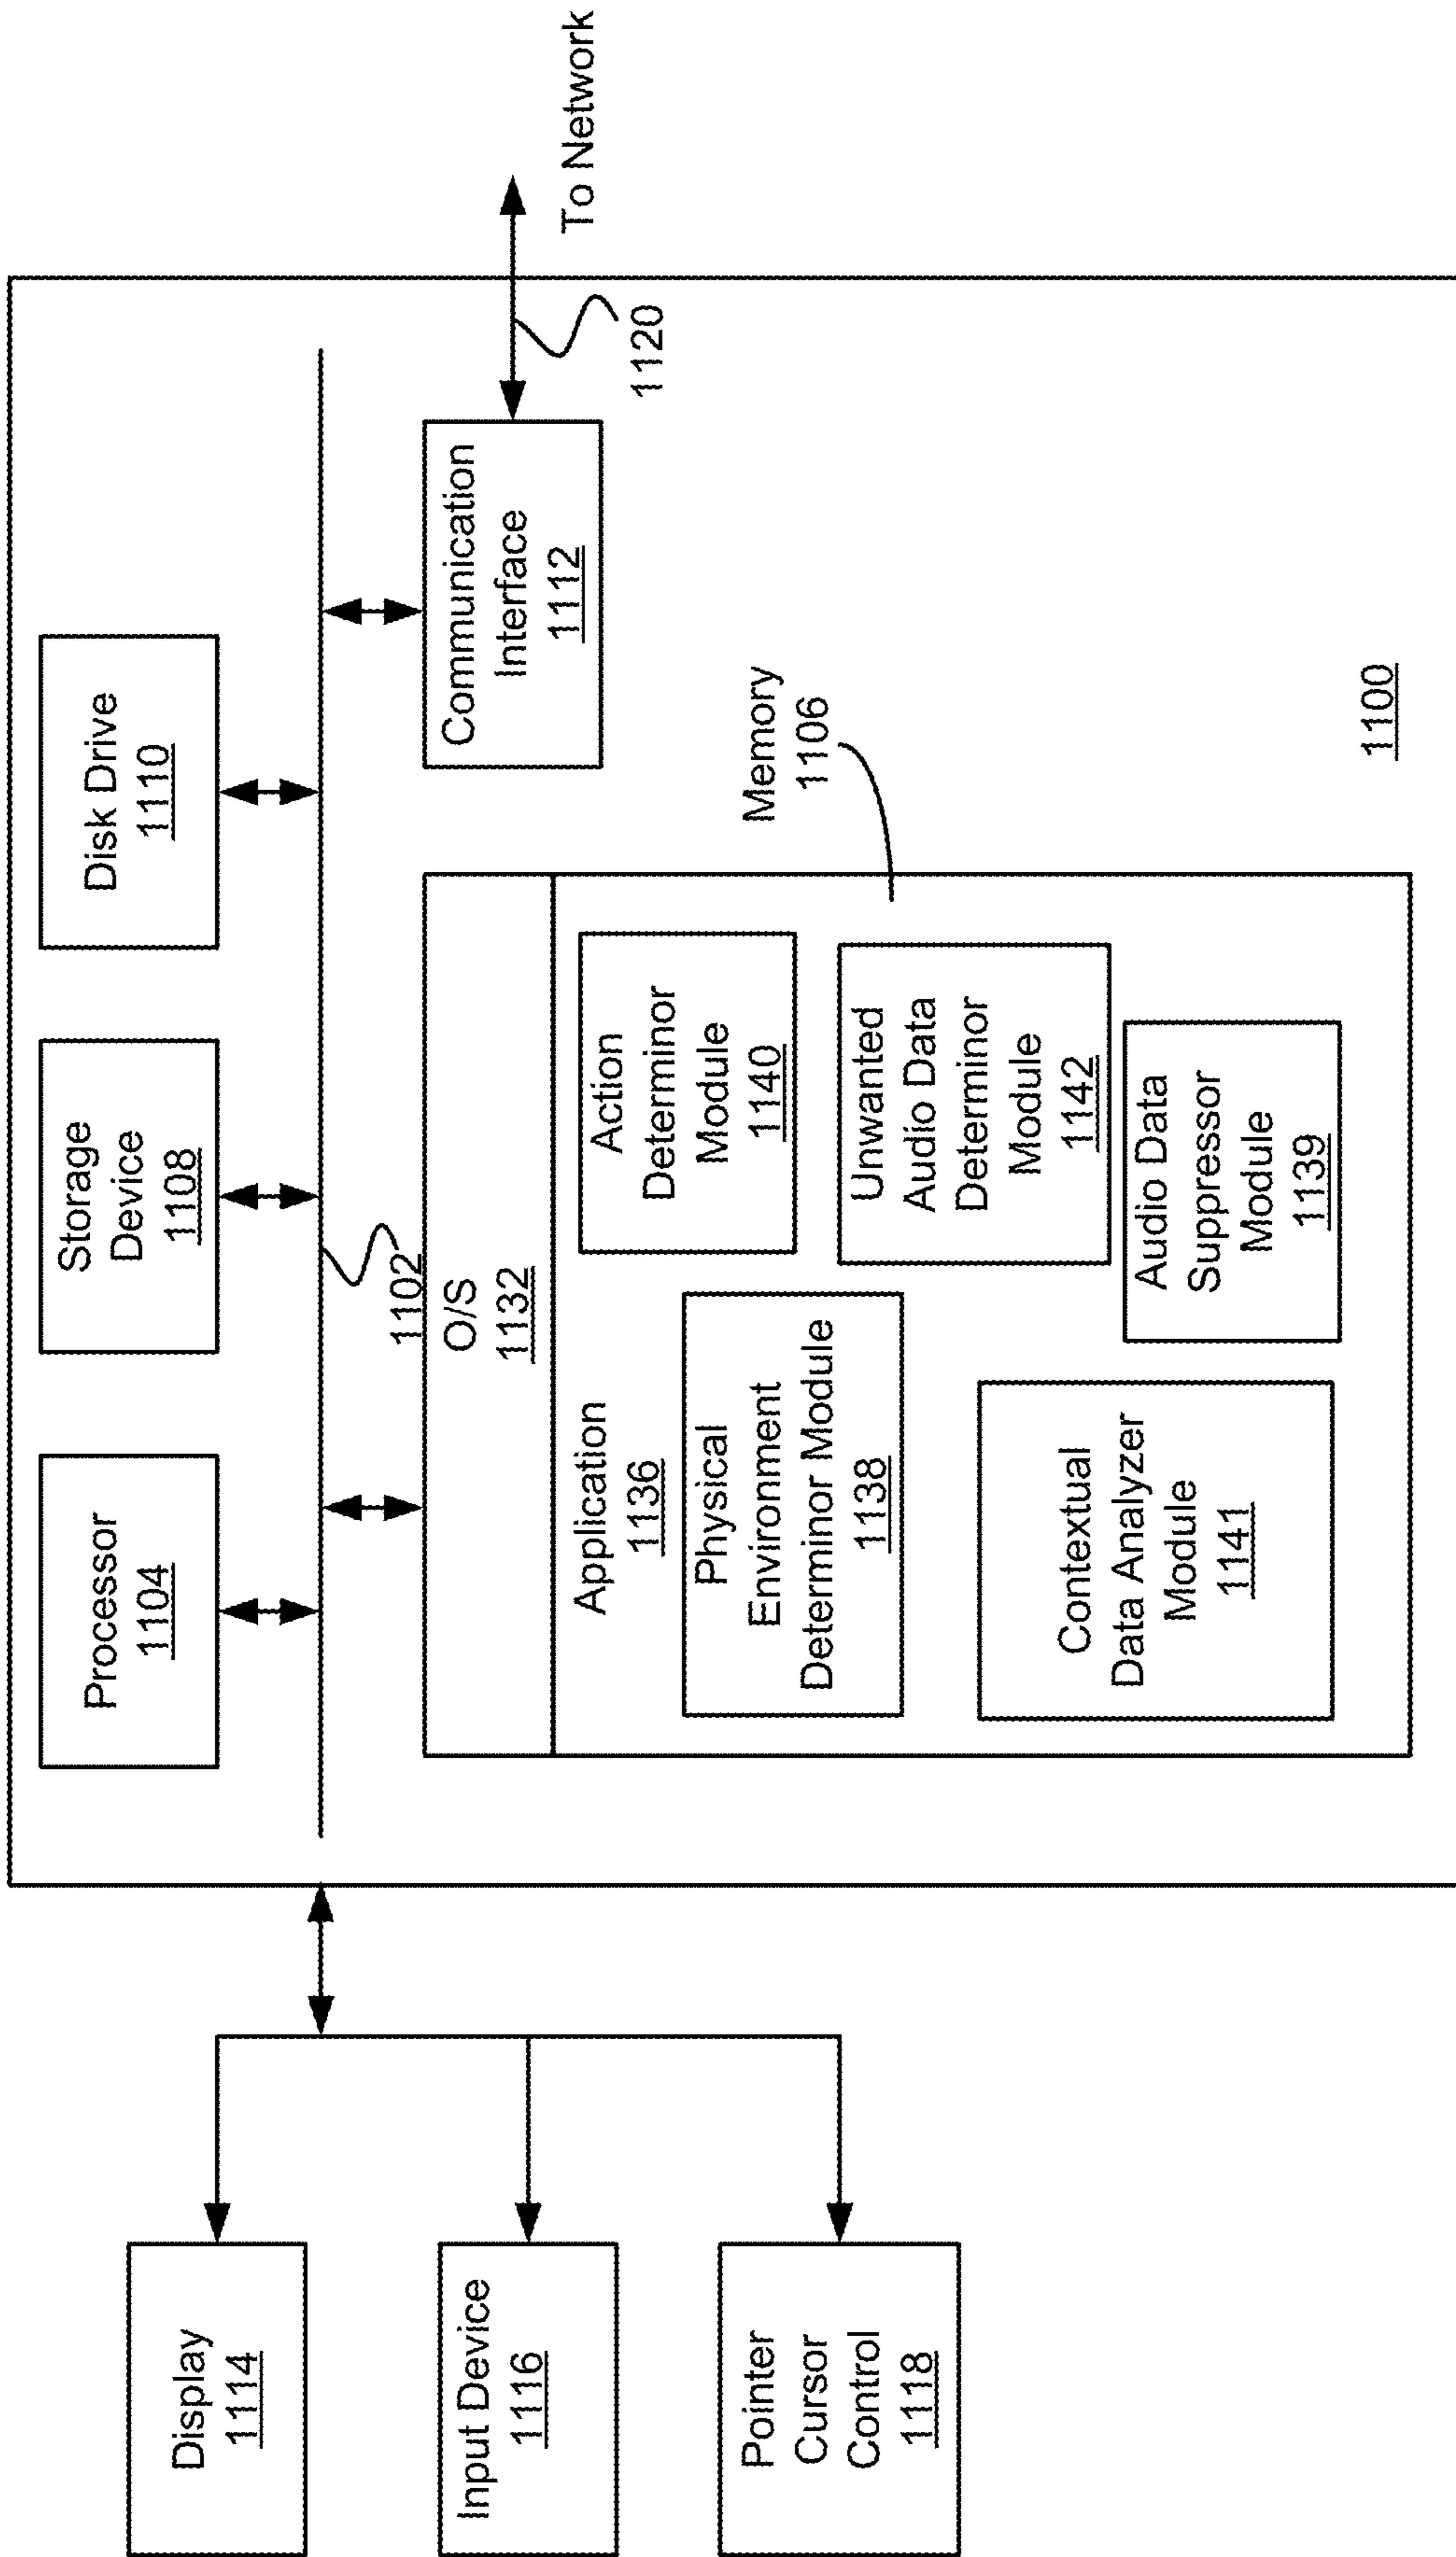 Display
1114
Input Device
1116
Pointer
Cursor
Control
1118
Processor
1104
Storage
Device
1108
Disk Drive
1110
1102
Communication
Interface
1112
1120
To Network
O/S
1132
Memory
1106
Application
1136
Physical
Environment
Determinor Module
1138
Action
Determinor
Module
1140
Unwanted
Audio Data
Determinor
Module
1142
Contextual
Data Analyzer
Module
1141
Audio Data
Suppressor
Module
1139
1100